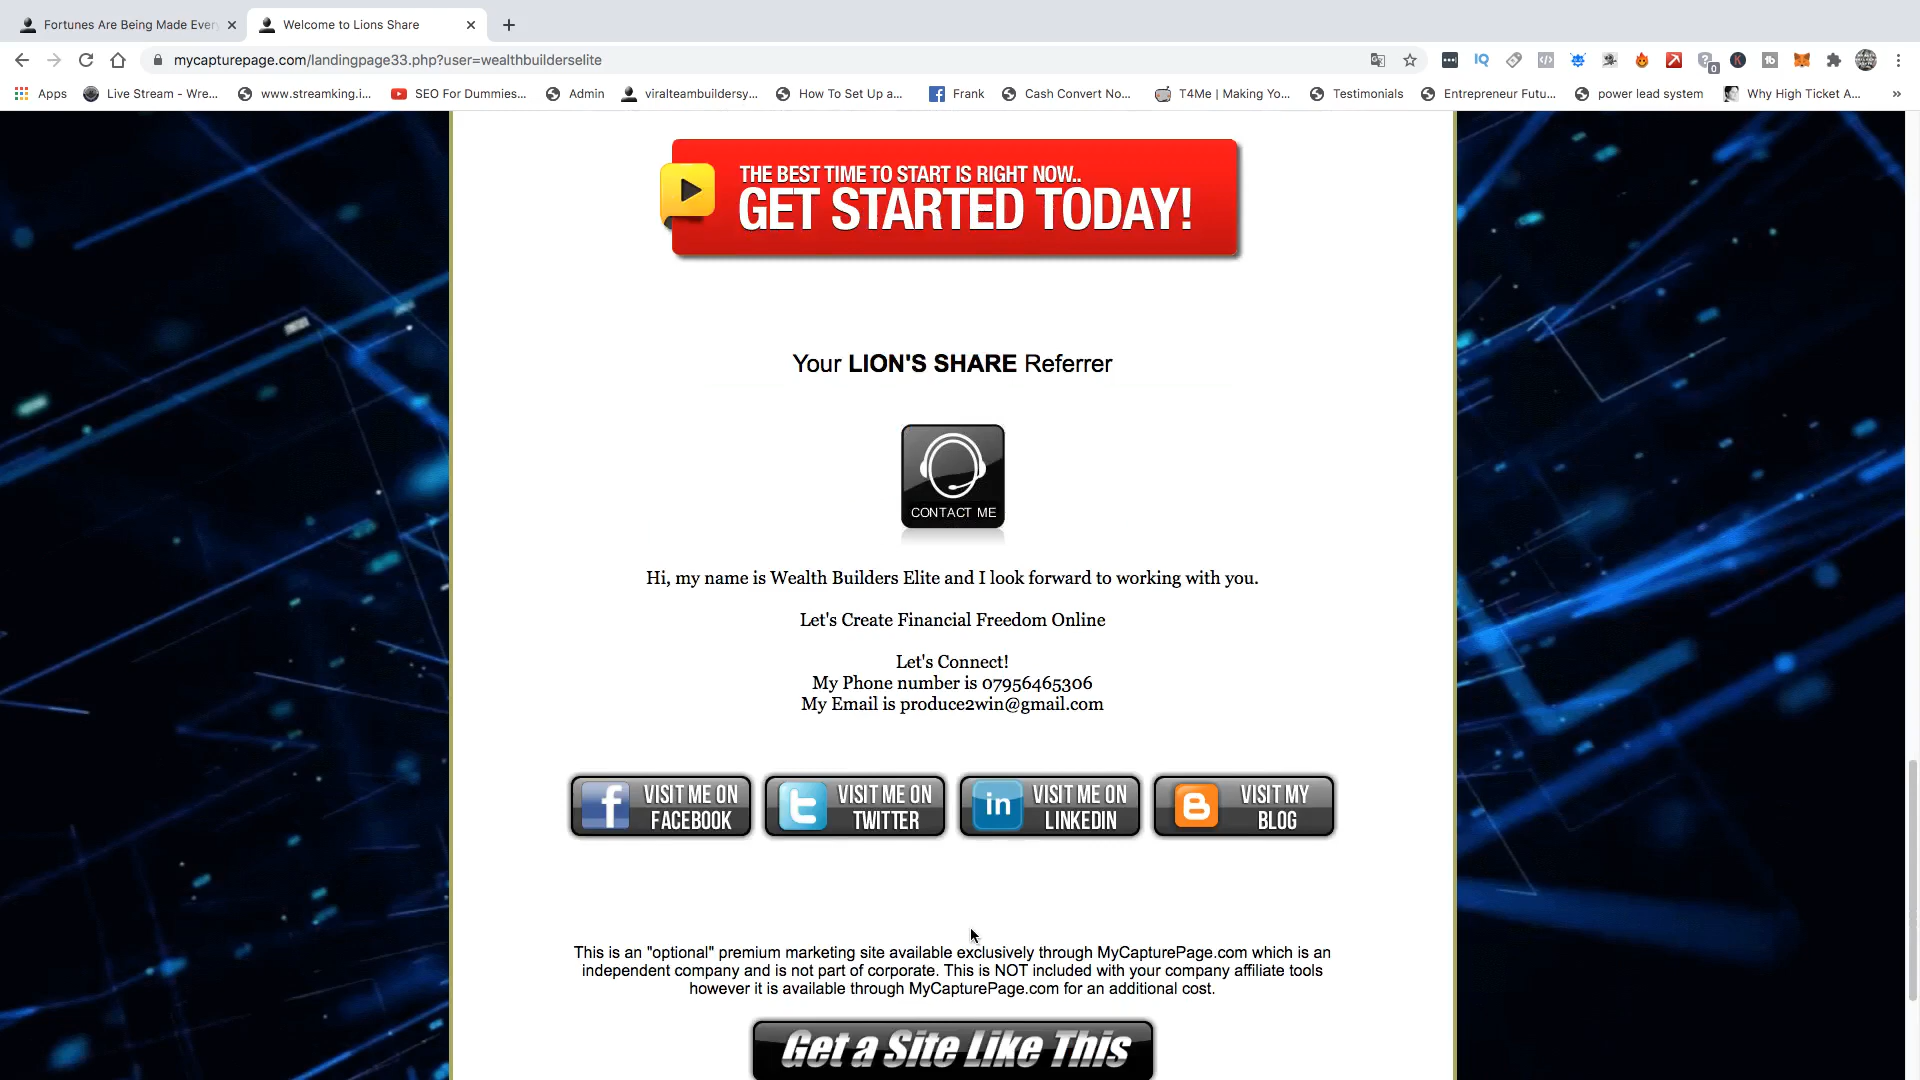 Fortunes Are Being Made Ever
Welcome to Lions Share
mycapturepage.com/landingpage33.php?user=wealthbuilderselite
IQ
0
K
tb
Apps
Live Stream - Wre...
www.streamking.i...
SEO For Dummies...
Admin
viralteambuildersy...
How To Set Up a...
Frank
Cash Convert No...
T4Me | Making Yo...
Testimonials
Entrepreneur Futu...
power lead system
Why High Ticket A...
THE BEST TIME TO START IS RIGHT NOW..
GET STARTED TODAY!
Your LION'S SHARE Referrer
CONTACT ME
Hi, my name is Wealth Builders Elite and I look forward to working with you.
Let's Create Financial Freedom Online
Let's Connect!
My Phone number is 07956465306
My Email is produce2win@gmail.com
VISIT ME ON FACEBOOK
VISIT ME ON TWITTER
VISIT ME ON LINKEDIN
VISIT MY BLOG
This is an "optional" premium marketing site available exclusively through MyCapturePage.com which is an
independent company and is not part of corporate. This is NOT included with your company affiliate tools
however it is available through MyCapturePage.com for an additional cost.
Get a Site Like This